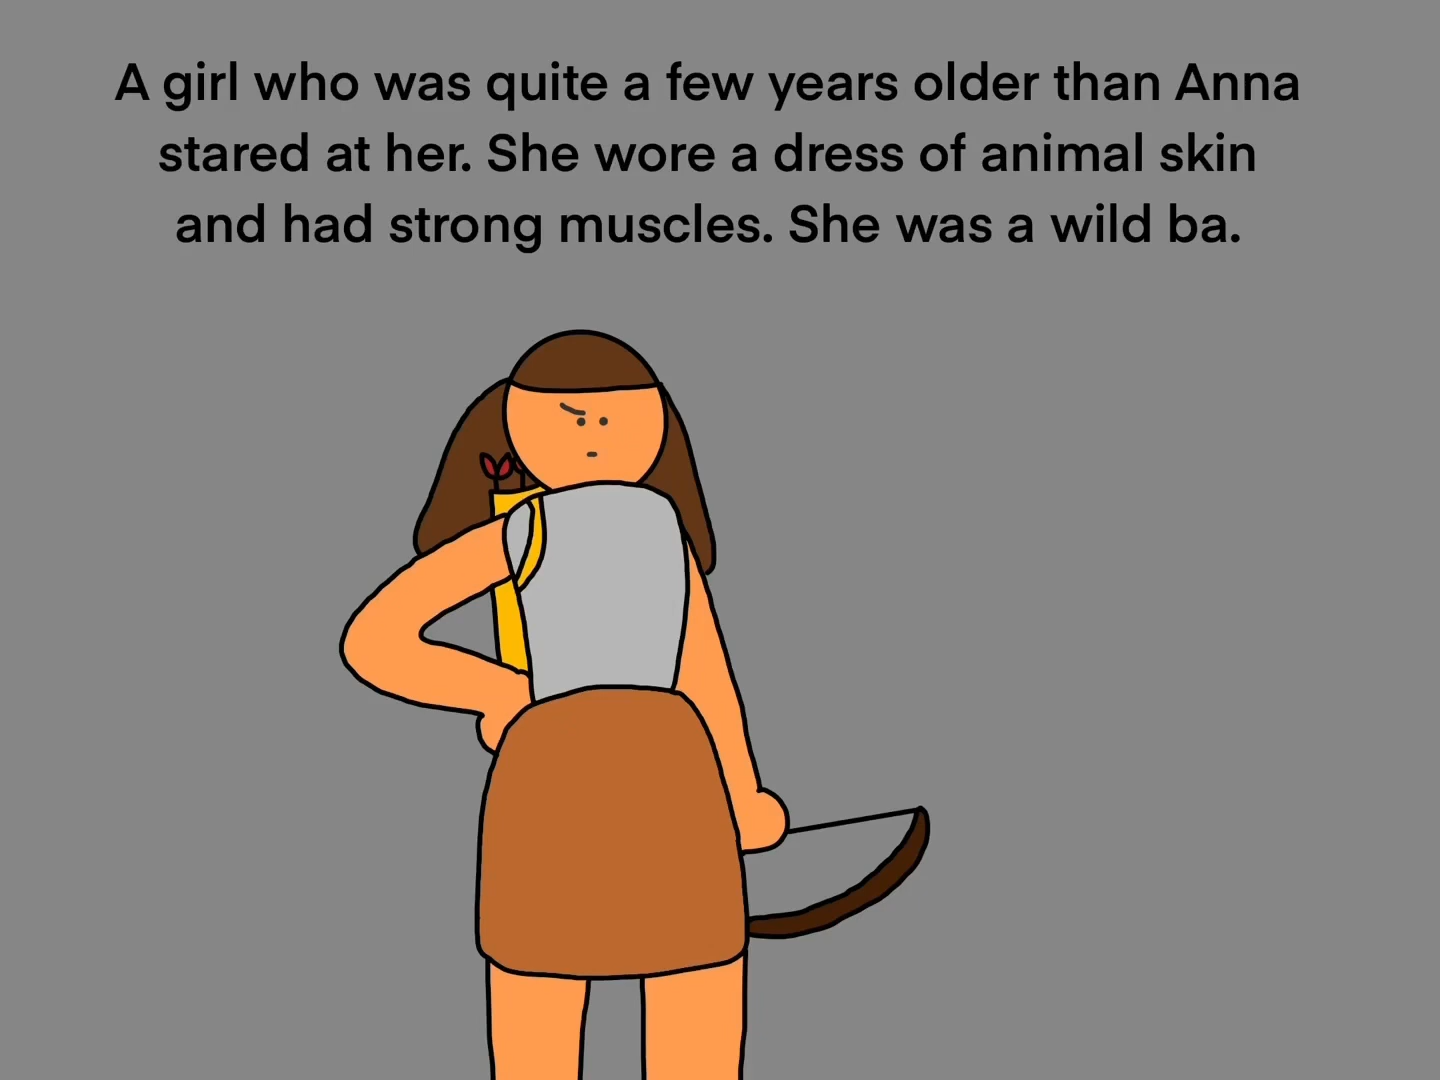 A girl who was quite a few years older than Anna
stared at her. She wore a dress of animal skin
and had strong muscles. She was a wild ba.